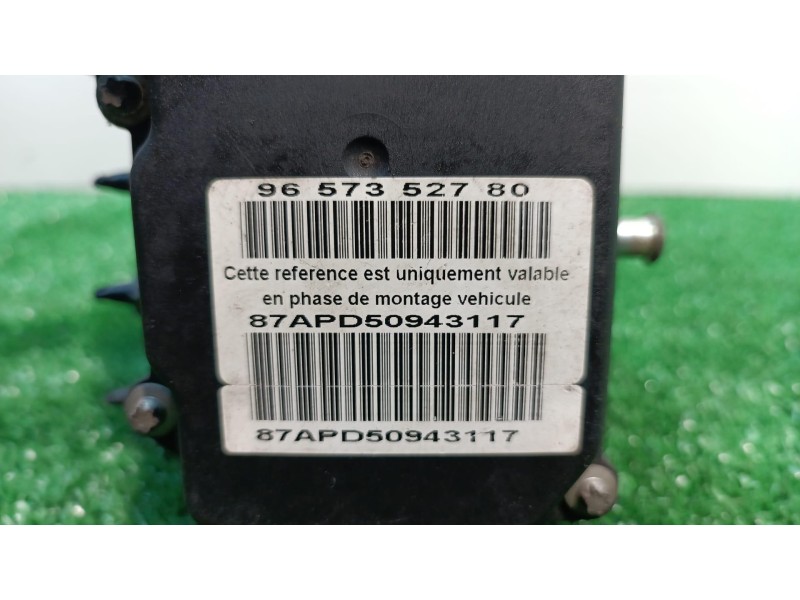 96 573 527 80
Cette reference est uniquement valable
en phase de montage vehicule
87APD50943117
87APD50943117